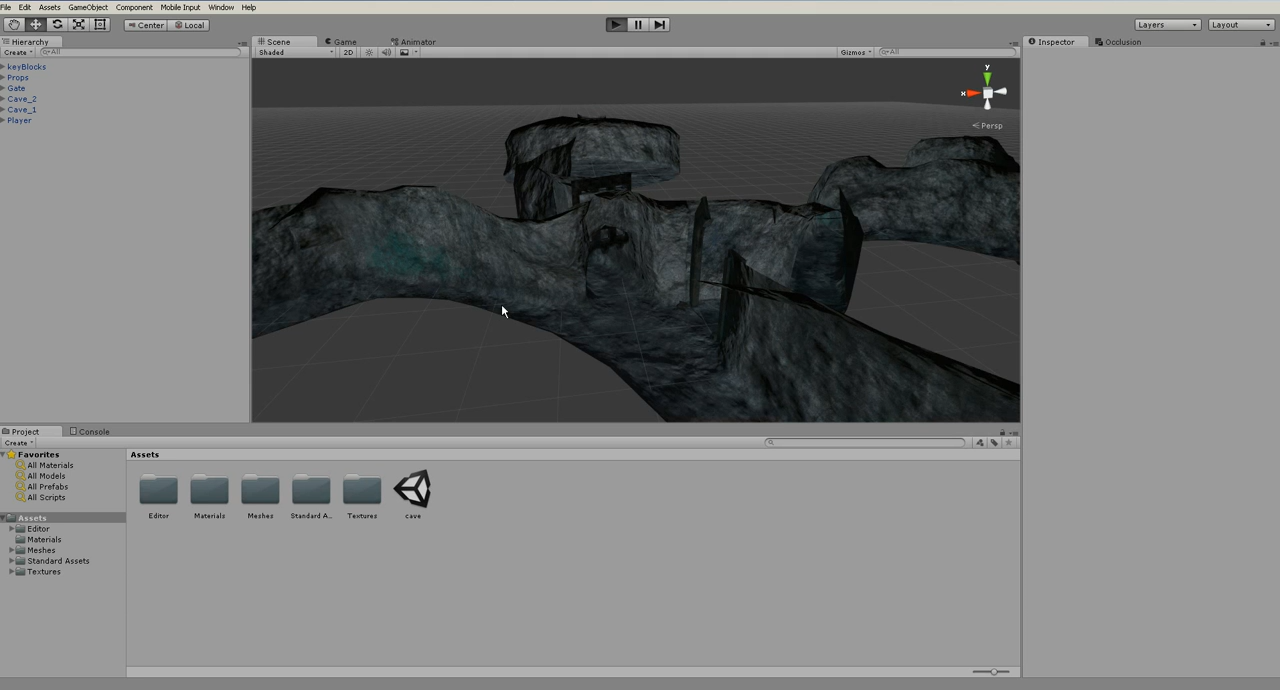 File Edit Assets GameObject Component Mobile Input Window Help
Center Local Layers Layout
Hierarchy
Create All
keyBlocks
Props
Gate
Cave_2
Cave_1
Player
Scene Game Animator
Shaded 2D Gizmos All
y
x
Persp
Inspector Occlusion
Project Console
Create
Favorites
All Materials
All Models
All Prefabs
All Scripts
Assets
Editor
Materials
Meshes
Standard Assets
Textures
Assets
Editor Materials Meshes Standard A... Textures cave